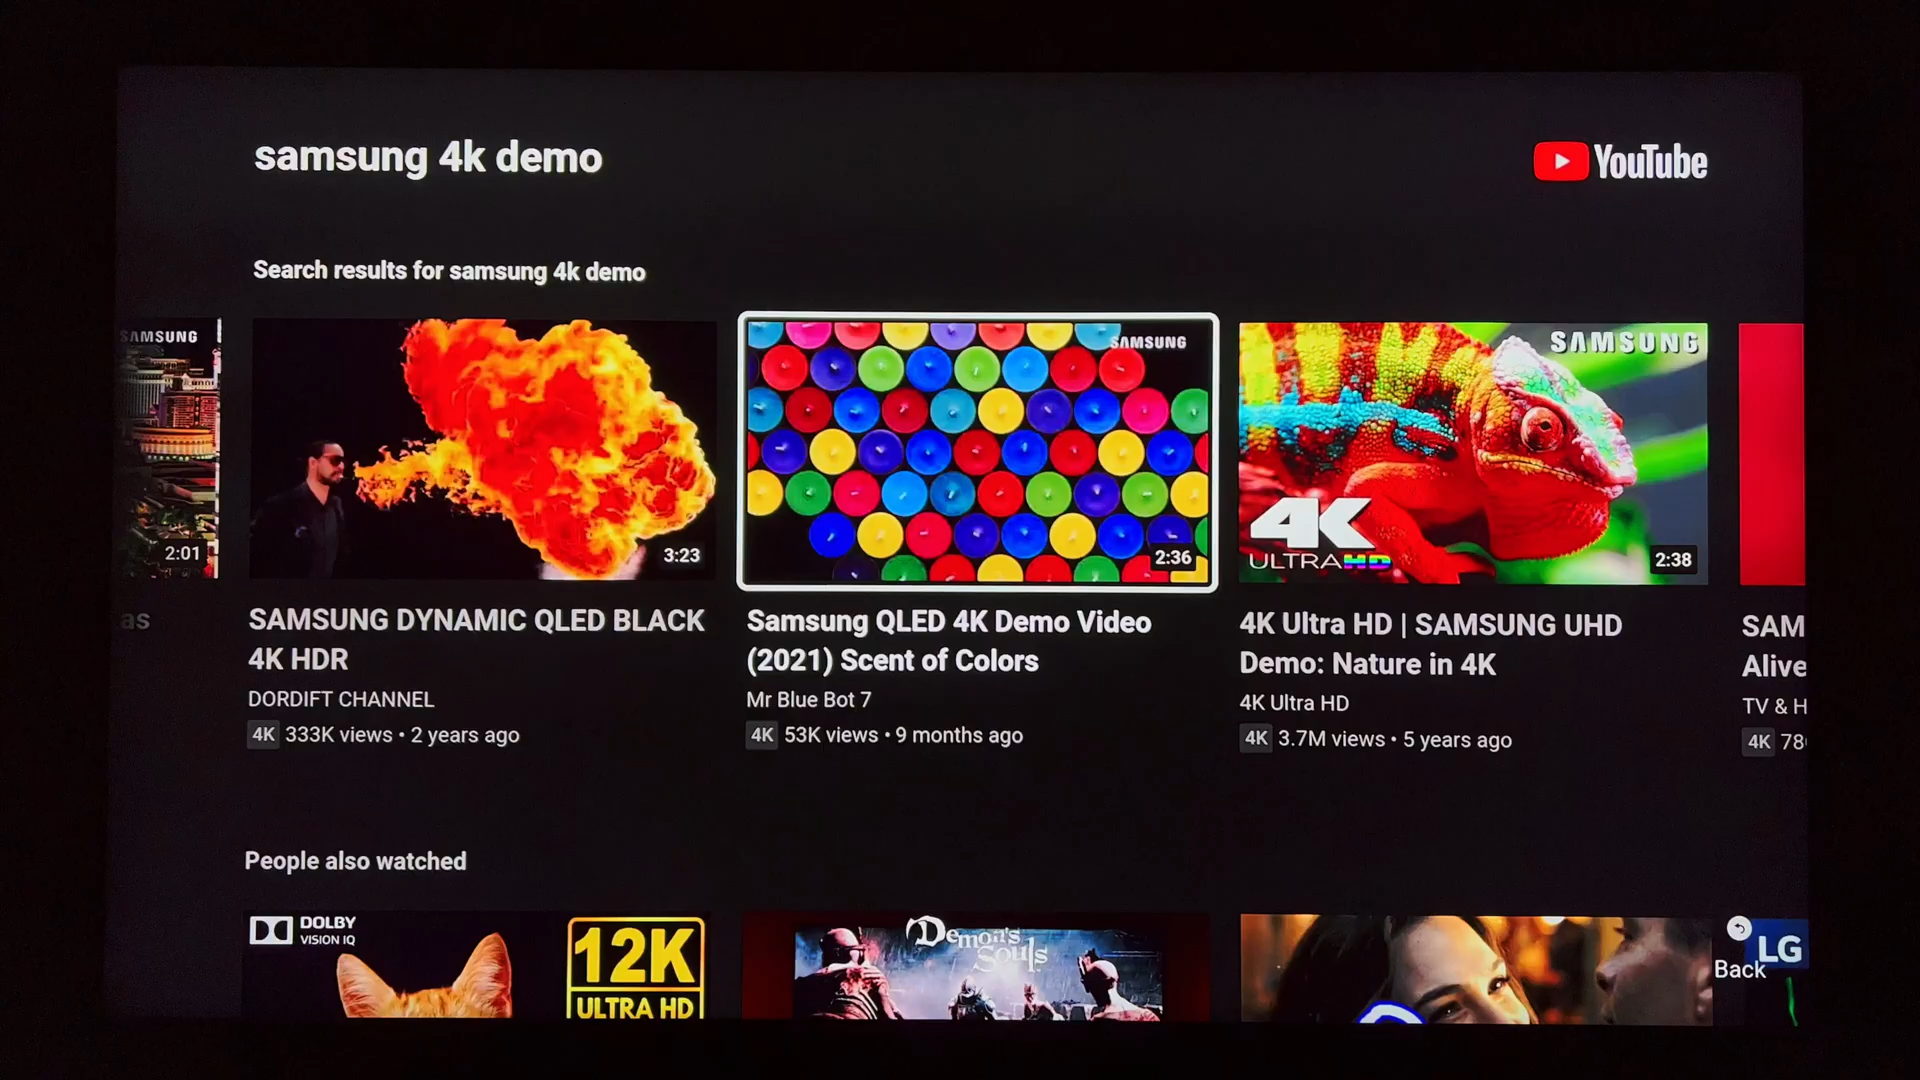 samsung 4k demo
YouTube
Search results for samsung 4k demo
SAMSUNG
2:01
as
3:23
SAMSUNG DYNAMIC QLED BLACK
4K HDR
DORDIFT CHANNEL
4K 333K views • 2 years ago
SAMSUNG
2:36
Samsung QLED 4K Demo Video
(2021) Scent of Colors
Mr Blue Bot 7
4K 53K views • 9 months ago
SAMSUNG
4K
ULTRAHD
2:38
4K Ultra HD | SAMSUNG UHD
Demo: Nature in 4K
4K Ultra HD
4K 3.7M views • 5 years ago
SAM
Alive
TV & H
4K 78
People also watched
DOLBY
VISION IQ
12K
ULTRA HD
Demon's
Souls
LG
Back